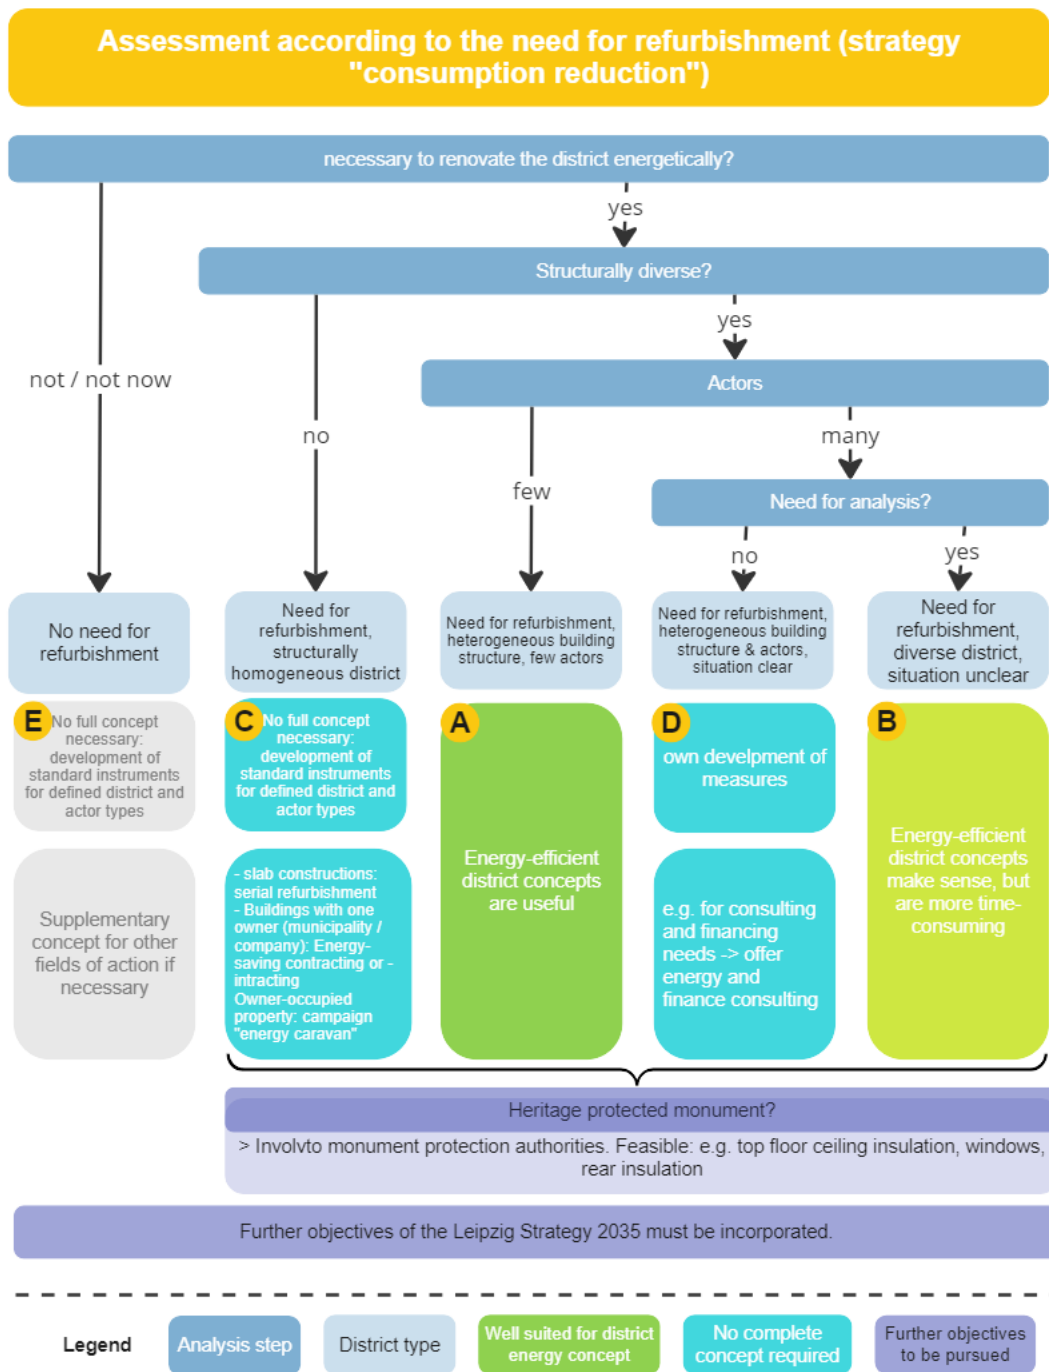 Assessment according to the need for refurbishment (strategy
"consumption reduction")
necessary to renovate the district energetically?
yes
Structurally diverse?
yes
not / not now
Actors
no
many
few
Need for analysis?
no
yes
No need for
refurbishment
Need for
refurbishment,
structurally
homogeneous district
Need for refurbishment,
heterogeneous building
structure, few actors
Need for refurbishment,
heterogeneous building
structure & actors,
situation clear
Need for
refurbishment,
diverse district,
situation unclear
E
No full concept
necessary:
development of
standard instruments
for defined district and
actor types
C
No full concept
necessary:
development of
standard instruments
for defined district and
actor types
A
Energy-efficient
district concepts
are useful
D
own develpment of
measures
B
Energy-efficient
district concepts
make sense, but
are more time-
consuming
Supplementary
concept for other
fields of action if
necessary
- slab constructions:
serial refurbishment
- Buildings with one
owner (municipality /
company): Energy-
saving contracting or -
intracting
Owner-occupied
property: campaign
"energy caravan"
e.g. for consulting
and financing
needs -> offer
energy and
finance consulting
Heritage protected monument?
> Involvto monument protection authorities. Feasible: e.g. top floor ceiling insulation, windows,
rear insulation
Further objectives of the Leipzig Strategy 2035 must be incorporated.
Legend
Analysis step
District type
Well suited for district
energy concept
No complete
concept required
Further objectives
to be pursued